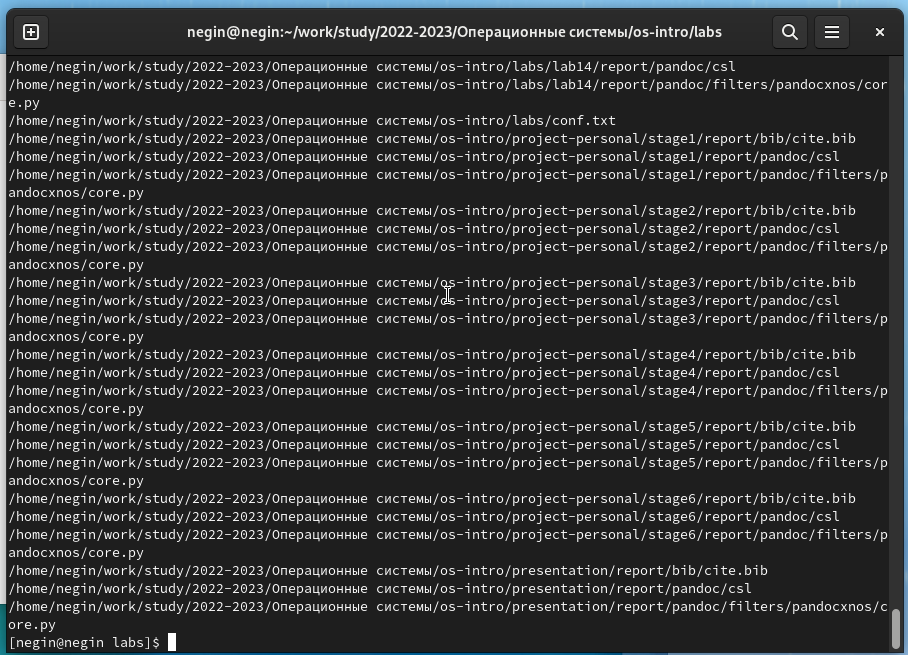 negin@negin:~/work/study/2022-2023/Операционные системы/os-intro/labs
/home/negin/work/study/2022-2023/Операционные системы/os-intro/labs/lab14/report/pandoc/csl
/home/negin/work/study/2022-2023/Операционные системы/os-intro/labs/lab14/report/pandoc/filters/pandocxnos/cor
e.py
/home/negin/work/study/2022-2023/Операционные системы/os-intro/labs/conf.txt
/home/negin/work/study/2022-2023/Операционные системы/os-intro/project-personal/stage1/report/bib/cite.bib
/home/negin/work/study/2022-2023/Операционные системы/os-intro/project-personal/stage1/report/pandoc/csl
/home/negin/work/study/2022-2023/Операционные системы/os-intro/project-personal/stage1/report/pandoc/filters/p
andocxnos/core.py
/home/negin/work/study/2022-2023/Операционные системы/os-intro/project-personal/stage2/report/bib/cite.bib
/home/negin/work/study/2022-2023/Операционные системы/os-intro/project-personal/stage2/report/pandoc/csl
/home/negin/work/study/2022-2023/Операционные системы/os-intro/project-personal/stage2/report/pandoc/filters/p
andocxnos/core.py
/home/negin/work/study/2022-2023/Операционные системы/os-intro/project-personal/stage3/report/bib/cite.bib
/home/negin/work/study/2022-2023/Операционные системы/os-intro/project-personal/stage3/report/pandoc/csl
/home/negin/work/study/2022-2023/Операционные системы/os-intro/project-personal/stage3/report/pandoc/filters/p
andocxnos/core.py
/home/negin/work/study/2022-2023/Операционные системы/os-intro/project-personal/stage4/report/bib/cite.bib
/home/negin/work/study/2022-2023/Операционные системы/os-intro/project-personal/stage4/report/pandoc/csl
/home/negin/work/study/2022-2023/Операционные системы/os-intro/project-personal/stage4/report/pandoc/filters/p
andocxnos/core.py
/home/negin/work/study/2022-2023/Операционные системы/os-intro/project-personal/stage5/report/bib/cite.bib
/home/negin/work/study/2022-2023/Операционные системы/os-intro/project-personal/stage5/report/pandoc/csl
/home/negin/work/study/2022-2023/Операционные системы/os-intro/project-personal/stage5/report/pandoc/filters/p
andocxnos/core.py
/home/negin/work/study/2022-2023/Операционные системы/os-intro/project-personal/stage6/report/bib/cite.bib
/home/negin/work/study/2022-2023/Операционные системы/os-intro/project-personal/stage6/report/pandoc/csl
/home/negin/work/study/2022-2023/Операционные системы/os-intro/project-personal/stage6/report/pandoc/filters/p
andocxnos/core.py
/home/negin/work/study/2022-2023/Операционные системы/os-intro/presentation/report/bib/cite.bib
/home/negin/work/study/2022-2023/Операционные системы/os-intro/presentation/report/pandoc/csl
/home/negin/work/study/2022-2023/Операционные системы/os-intro/presentation/report/pandoc/filters/pandocxnos/c
ore.py
[negin@negin labs]$